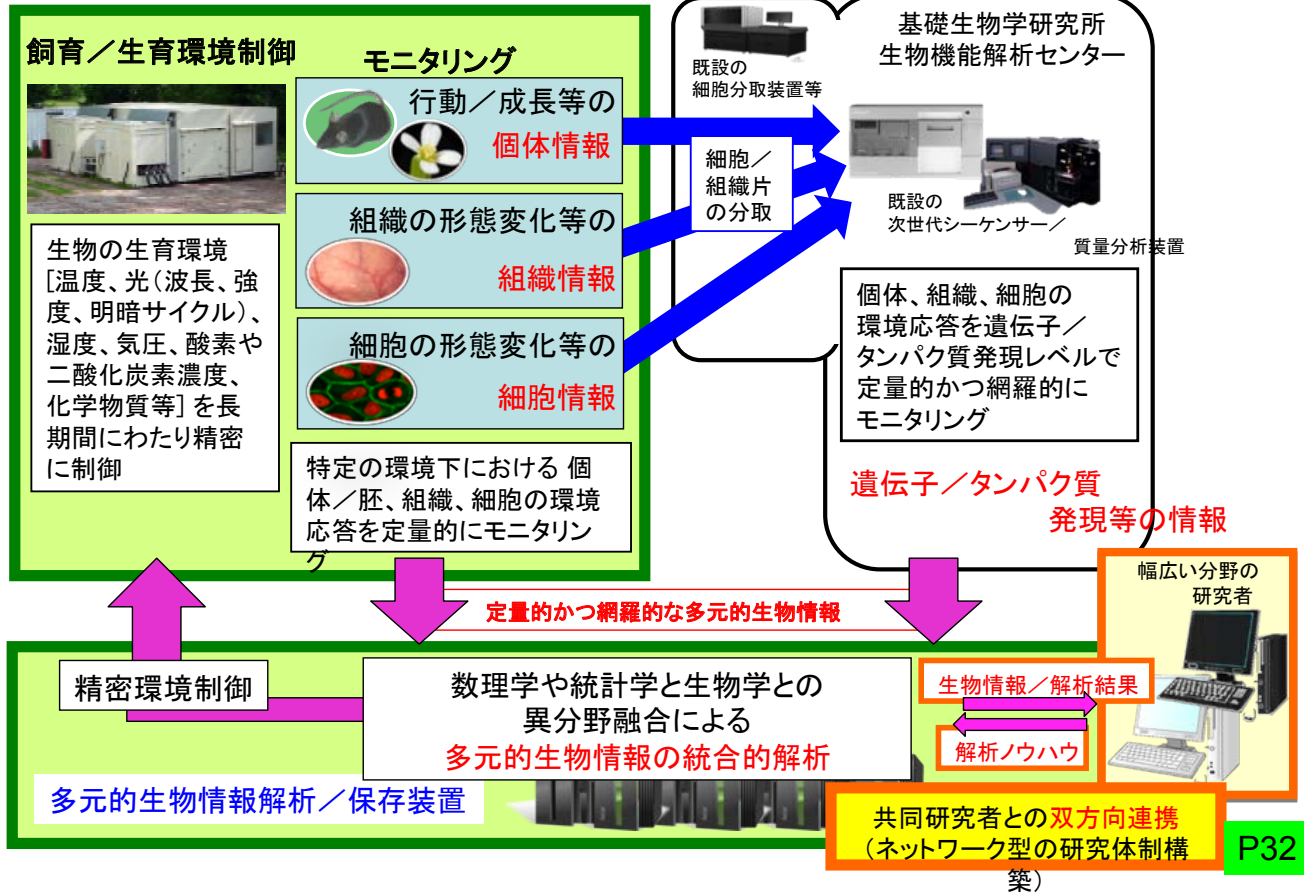 飼育／生育環境制御
モニタリング
行動／成長等の
個体情報
組織の形態変化等の
組織情報
細胞の形態変化等の
細胞情報
生物の生育環境
[温度、光（波長、強
度、明暗サイクル）、
湿度、気圧、酸素や
二酸化炭素濃度、
化学物質等] を長
期間にわたり精密
に制御
特定の環境下における 個
体／胚、組織、細胞の環境
応答を定量的にモニタリン
グ
既設の
細胞分取装置等
細胞／
組織片
の分取
基礎生物学研究所
生物機能解析センター
既設の
次世代シーケンサー／
質量分析装置
個体、組織、細胞の
環境応答を遺伝子／
タンパク質発現レベルで
定量的かつ網羅的に
モニタリング
遺伝子／タンパク質
発現等の情報
定量的かつ網羅的な多元的生物情報
幅広い分野の
研究者
精密環境制御
数理学や統計学と生物学との
異分野融合による
多元的生物情報の統合的解析
生物情報／解析結果
解析ノウハウ
多元的生物情報解析／保存装置
共同研究者との双方向連携
（ネットワーク型の研究体制構
築）
P32